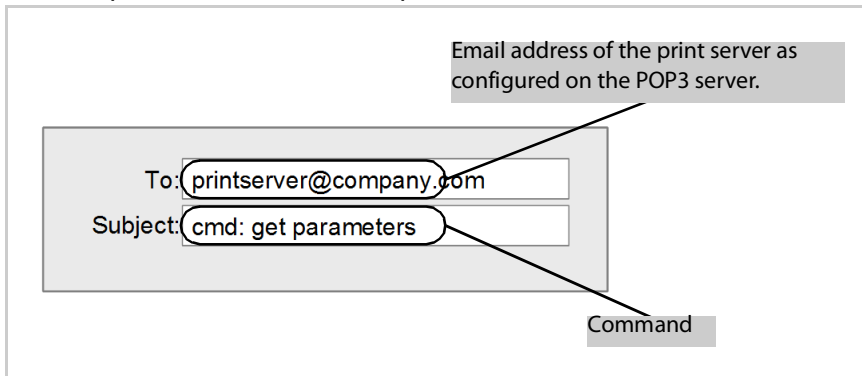 Email address of the print server as
configured on the POP3 server.
To: printserver@company.com
Subject: cmd: get parameters
Command